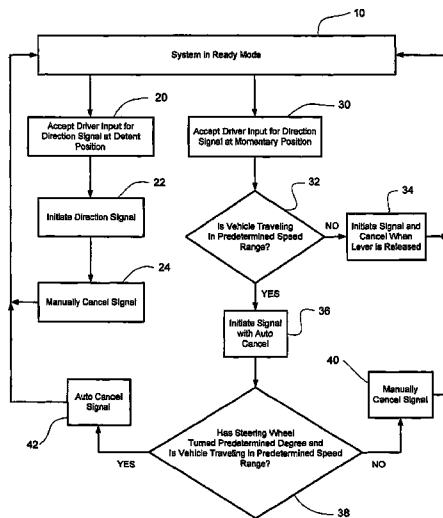 10
System in Ready Mode
20
Accept Driver Input for
Direction Signal at Detent
Position
30
Accept Driver Input for Direction
Signal at Momentary Position
22
Initiate Direction Signal
32
Is Vehicle Traveling
in Predetermined Speed
Range?
NO
34
Initiate Signal and
Cancel When
Lever is Released
24
Manually Cancel Signal
YES
36
Initiate Signal
with Auto
Cancel
40
Manually
Cancel Signal
Auto Cancel
Signal
42
Has Steering Wheel
Turned Predetermined Degree and
is Vehicle Traveling in Predetermined Speed
Range?
YES
NO
38